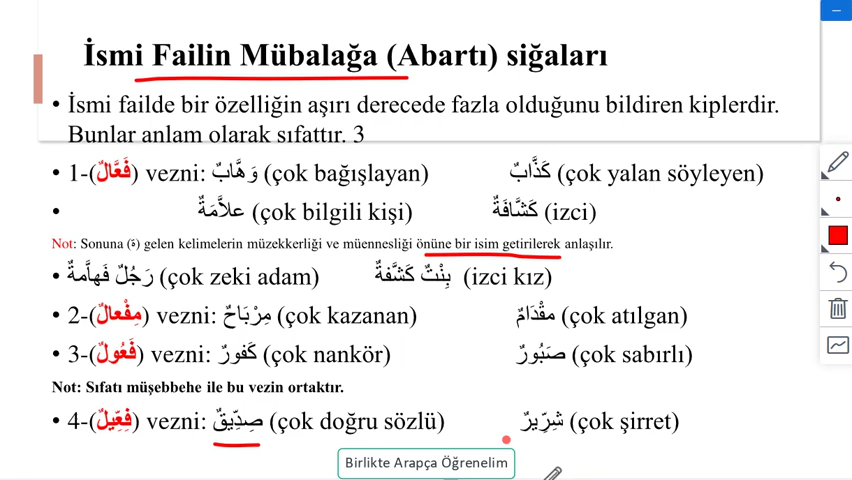 İsmi Failin Mübalağa (Abartı) siğaları
• İsmi failde bir özelliğin aşırı derecede fazla olduğunu bildiren kiplerdir.
Bunlar anlam olarak sıfattır. 3
• 1-(فَعَّالٌ) vezni: وَهَّابٌ (çok bağışlayan) كَذَّابٌ (çok yalan söyleyen)
• علاَّمَةٌ (çok bilgili kişi) كَشَّافَةٌ (izci)
Not: Sonuna (ة) gelen kelimelerin müzekkerliği ve müennesliği önüne bir isim getirilerek anlaşılır.
• رَجُلٌ فَهاَّمةٌ (çok zeki adam) بِنْتٌ كَشَّفةٌ (izci kız)
• 2-(مِفْعالٌ) vezni: مِرْبَاحٌ (çok kazanan) مقْدَامٌ (çok atılgan)
• 3-(فَعُولٌ) vezni: كَفورٌ (çok nankör) صَبُورٌ (çok sabırlı)
Not: Sıfatı müşebbehe ile bu vezin ortaktır.
• 4-(فِعِّيلٌ) vezni: صِدِّيقٌ (çok doğru sözlü) شِرِّيرٌ (çok şirret)
Birlikte Arapça Öğrenelim